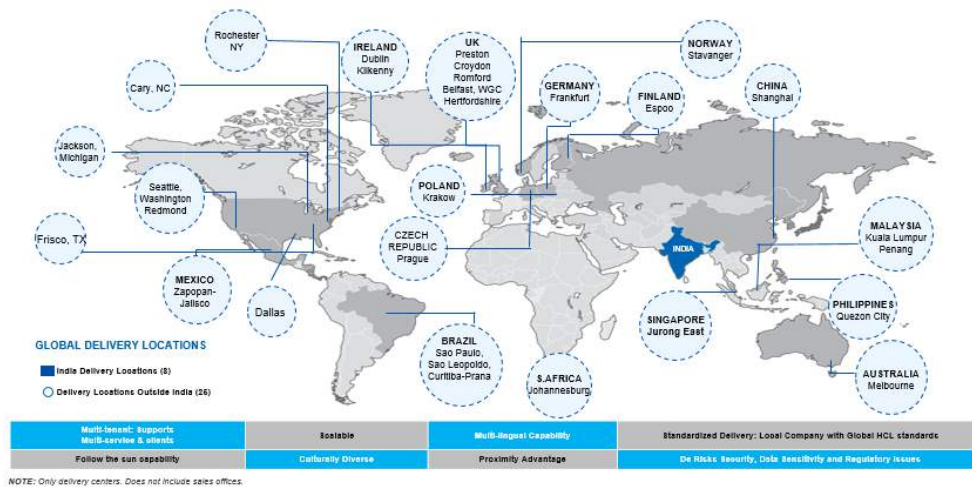 Rochester
NY
IRELAND
Dublin
Kilkenny
UK
Preston
Croydon
Romford
Belfast, WGC
Hertfordshire
NORWAY
Stavanger
Cary, NC
GERMANY
Frankfurt
FINLAND
Espoo
CHINA
Shanghai
Jackson,
Michigan
Seattle,
Washington
Redmond
POLAND
Krakow
Frisco, TX
CZECH
REPUBLIC
Prague
INDIA
MALAYSIA
Kuala Lumpur
Penang
MEXICO
Zapopan-
Jalisco
Dallas
SINGAPORE
Jurong East
PHILIPPINES
Quezon City
BRAZIL
Sao Paulo,
Sao Leopoldo,
Curitiba-Prana
S.AFRICA
Johannesburg
AUSTRALIA
Melbourne
GLOBAL DELIVERY LOCATIONS
India Delivery Locations (8)
Delivery Locations Outside India (26)
Multi-tenant: Supports
Multi-service & clients
Scalable
Multi-lingual Capability
Standardized Delivery: Local Company with Global HCL standards
Follow the sun capability
Culturally Diverse
Proximity Advantage
De Risks Security, Data Sensitivity and Regulatory Issues
NOTE: Only delivery centers. Does not include sales offices.